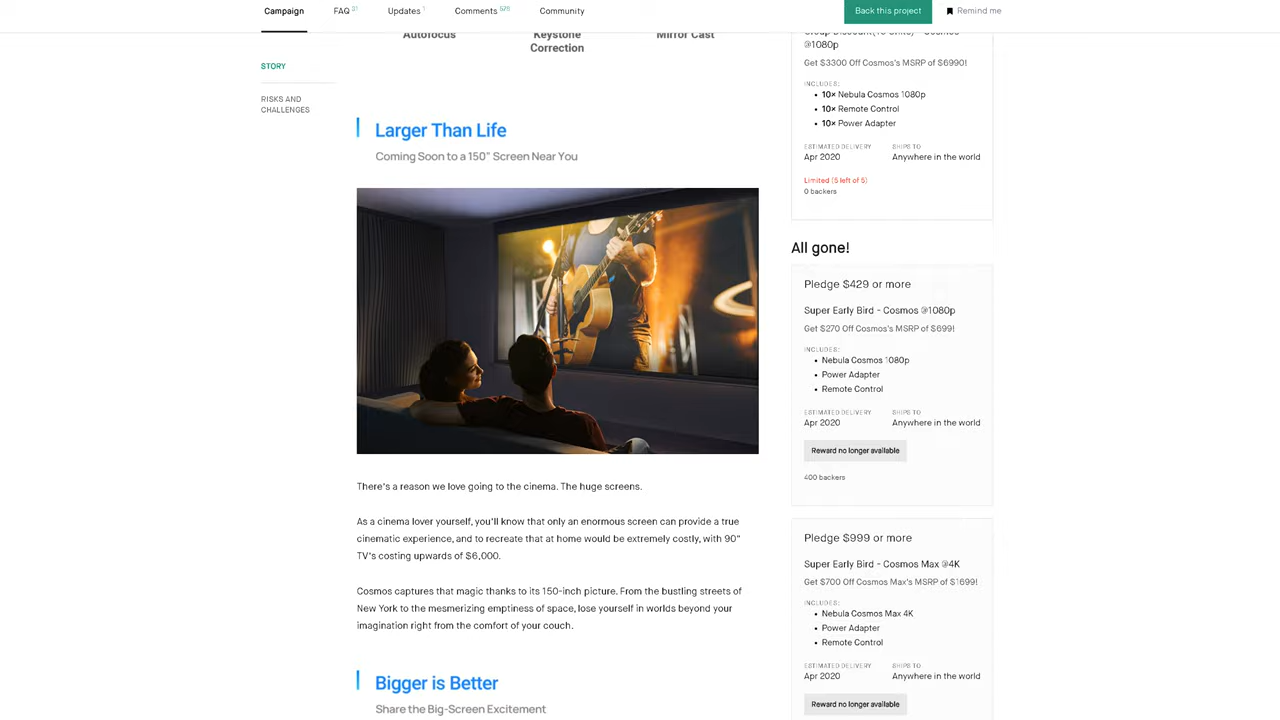 Campaign
FAQ 31
Updates 1
Comments
Community
Back this project
Remind me
STORY
RISKS AND
CHALLENGES
Autofocus
Keystone
Correction
Mirror Cast
Larger Than Life
Coming Soon to a 150" Screen Near You
There's a reason we love going to the cinema. The huge screens.
As a cinema lover yourself, you'll know that only an enormous screen can provide a true
cinematic experience, and to recreate that at home would be extremely costly, with 90"
TV's costing upwards of $6,000.
Cosmos captures that magic thanks to its 150-inch picture. From the bustling streets of
New York to the mesmerizing emptiness of space, lose yourself in worlds beyond your
imagination right from the comfort of your couch.
Bigger is Better
Share the Big-Screen Excitement
@1080p
Get $3300 Off Cosmos's MSRP of $6990!
INCLUDES:
• 10× Nebula Cosmos 1080p
• 10× Remote Control
• 10× Power Adapter
ESTIMATED DELIVERY SHIPS TO
Apr 2020 Anywhere in the world
Limited (5 left of 5)
0 backers
All gone!
Pledge $429 or more
Super Early Bird - Cosmos @1080p
Get $270 Off Cosmos's MSRP of $699!
INCLUDES:
• Nebula Cosmos 1080p
• Power Adapter
• Remote Control
ESTIMATED DELIVERY SHIPS TO
Apr 2020 Anywhere in the world
Reward no longer available
400 backers
Pledge $999 or more
Super Early Bird - Cosmos Max @4K
Get $700 Off Cosmos Max's MSRP of $1699!
INCLUDES:
• Nebula Cosmos Max 4K
• Power Adapter
• Remote Control
ESTIMATED DELIVERY SHIPS TO
Apr 2020 Anywhere in the world
Reward no longer available